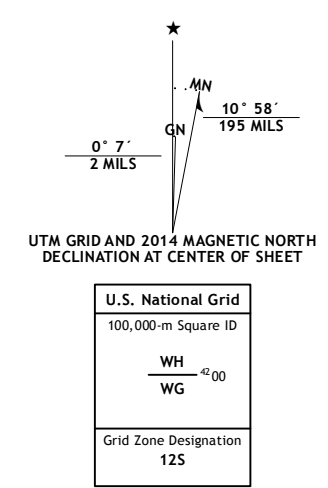 ★
MN
10° 58´
195 MILS
GN
0° 7´
2 MILS
UTM GRID AND 2014 MAGNETIC NORTH
DECLINATION AT CENTER OF SHEET
U.S. National Grid
100,000-m Square ID
WH
⁴²00
WG
Grid Zone Designation
12S